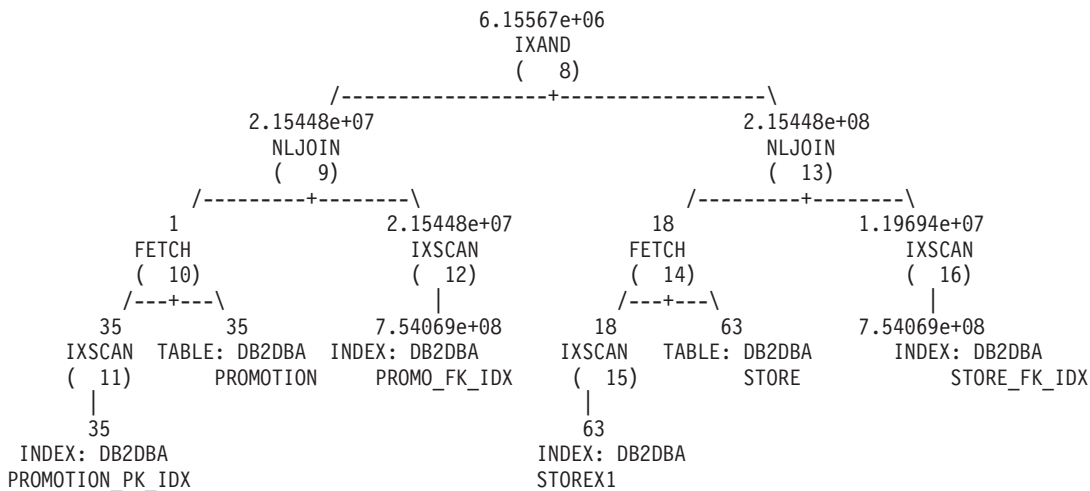 6.15567e+06
IXAND
( 8)
/------------------+------------------\
2.15448e+07 2.15448e+08
NLJOIN NLJOIN
( 9) ( 13)
/---------+--------\ /---------+--------\
1 2.15448e+07 18 1.19694e+07
FETCH IXSCAN FETCH IXSCAN
( 10) ( 12) ( 14) ( 16)
/---+---\ | /---+---\ |
35 35 7.54069e+08 18 63 7.54069e+08
IXSCAN TABLE: DB2DBA INDEX: DB2DBA IXSCAN TABLE: DB2DBA INDEX: DB2DBA
( 11) PROMOTION PROMO_FK_IDX ( 15) STORE STORE_FK_IDX
| |
35 63
INDEX: DB2DBA INDEX: DB2DBA
PROMOTION_PK_IDX STOREX1